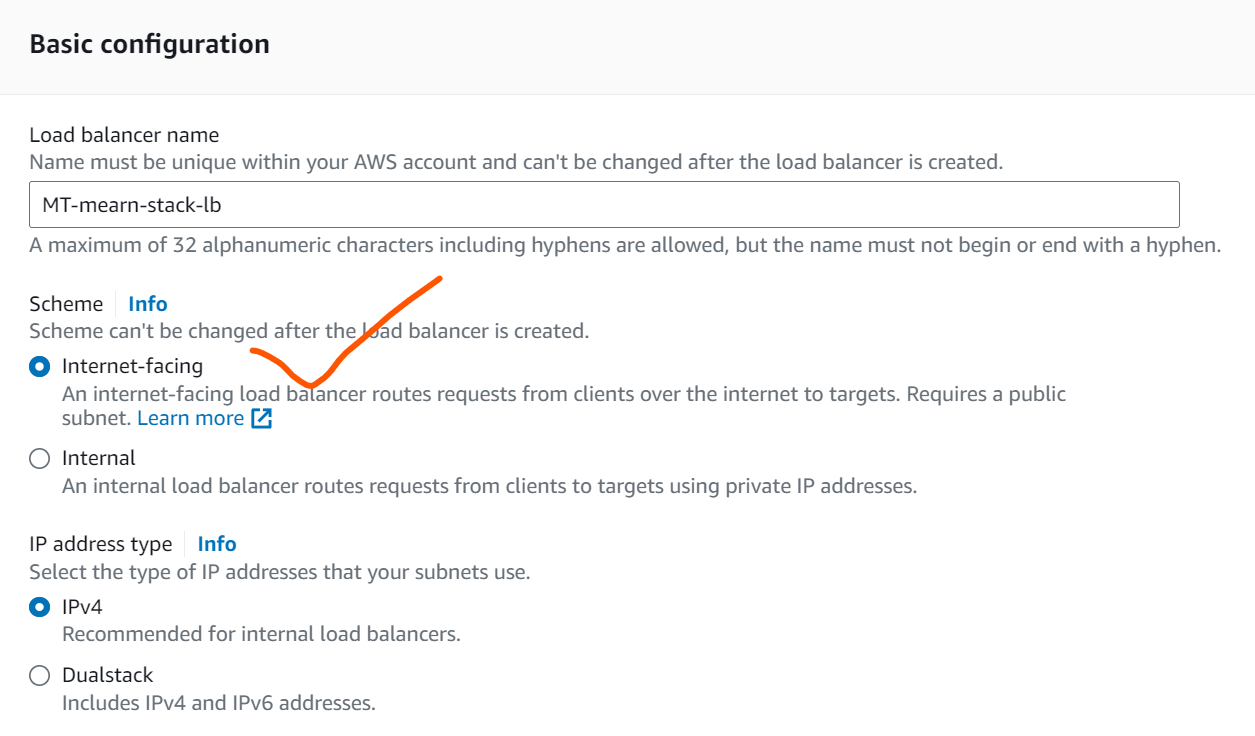 Basic configuration
Load balancer name
Name must be unique within your AWS account and can't be changed after the load balancer is created.
MT-mearn-stack-lb
A maximum of 32 alphanumeric characters including hyphens are allowed, but the name must not begin or end with a hyphen.
Scheme Info
Scheme can't be changed after the load balancer is created.
Internet-facing
An internet-facing load balancer routes requests from clients over the internet to targets. Requires a public
subnet. Learn more
Internal
An internal load balancer routes requests from clients to targets using private IP addresses.
IP address type Info
Select the type of IP addresses that your subnets use.
IPv4
Recommended for internal load balancers.
Dualstack
Includes IPv4 and IPv6 addresses.